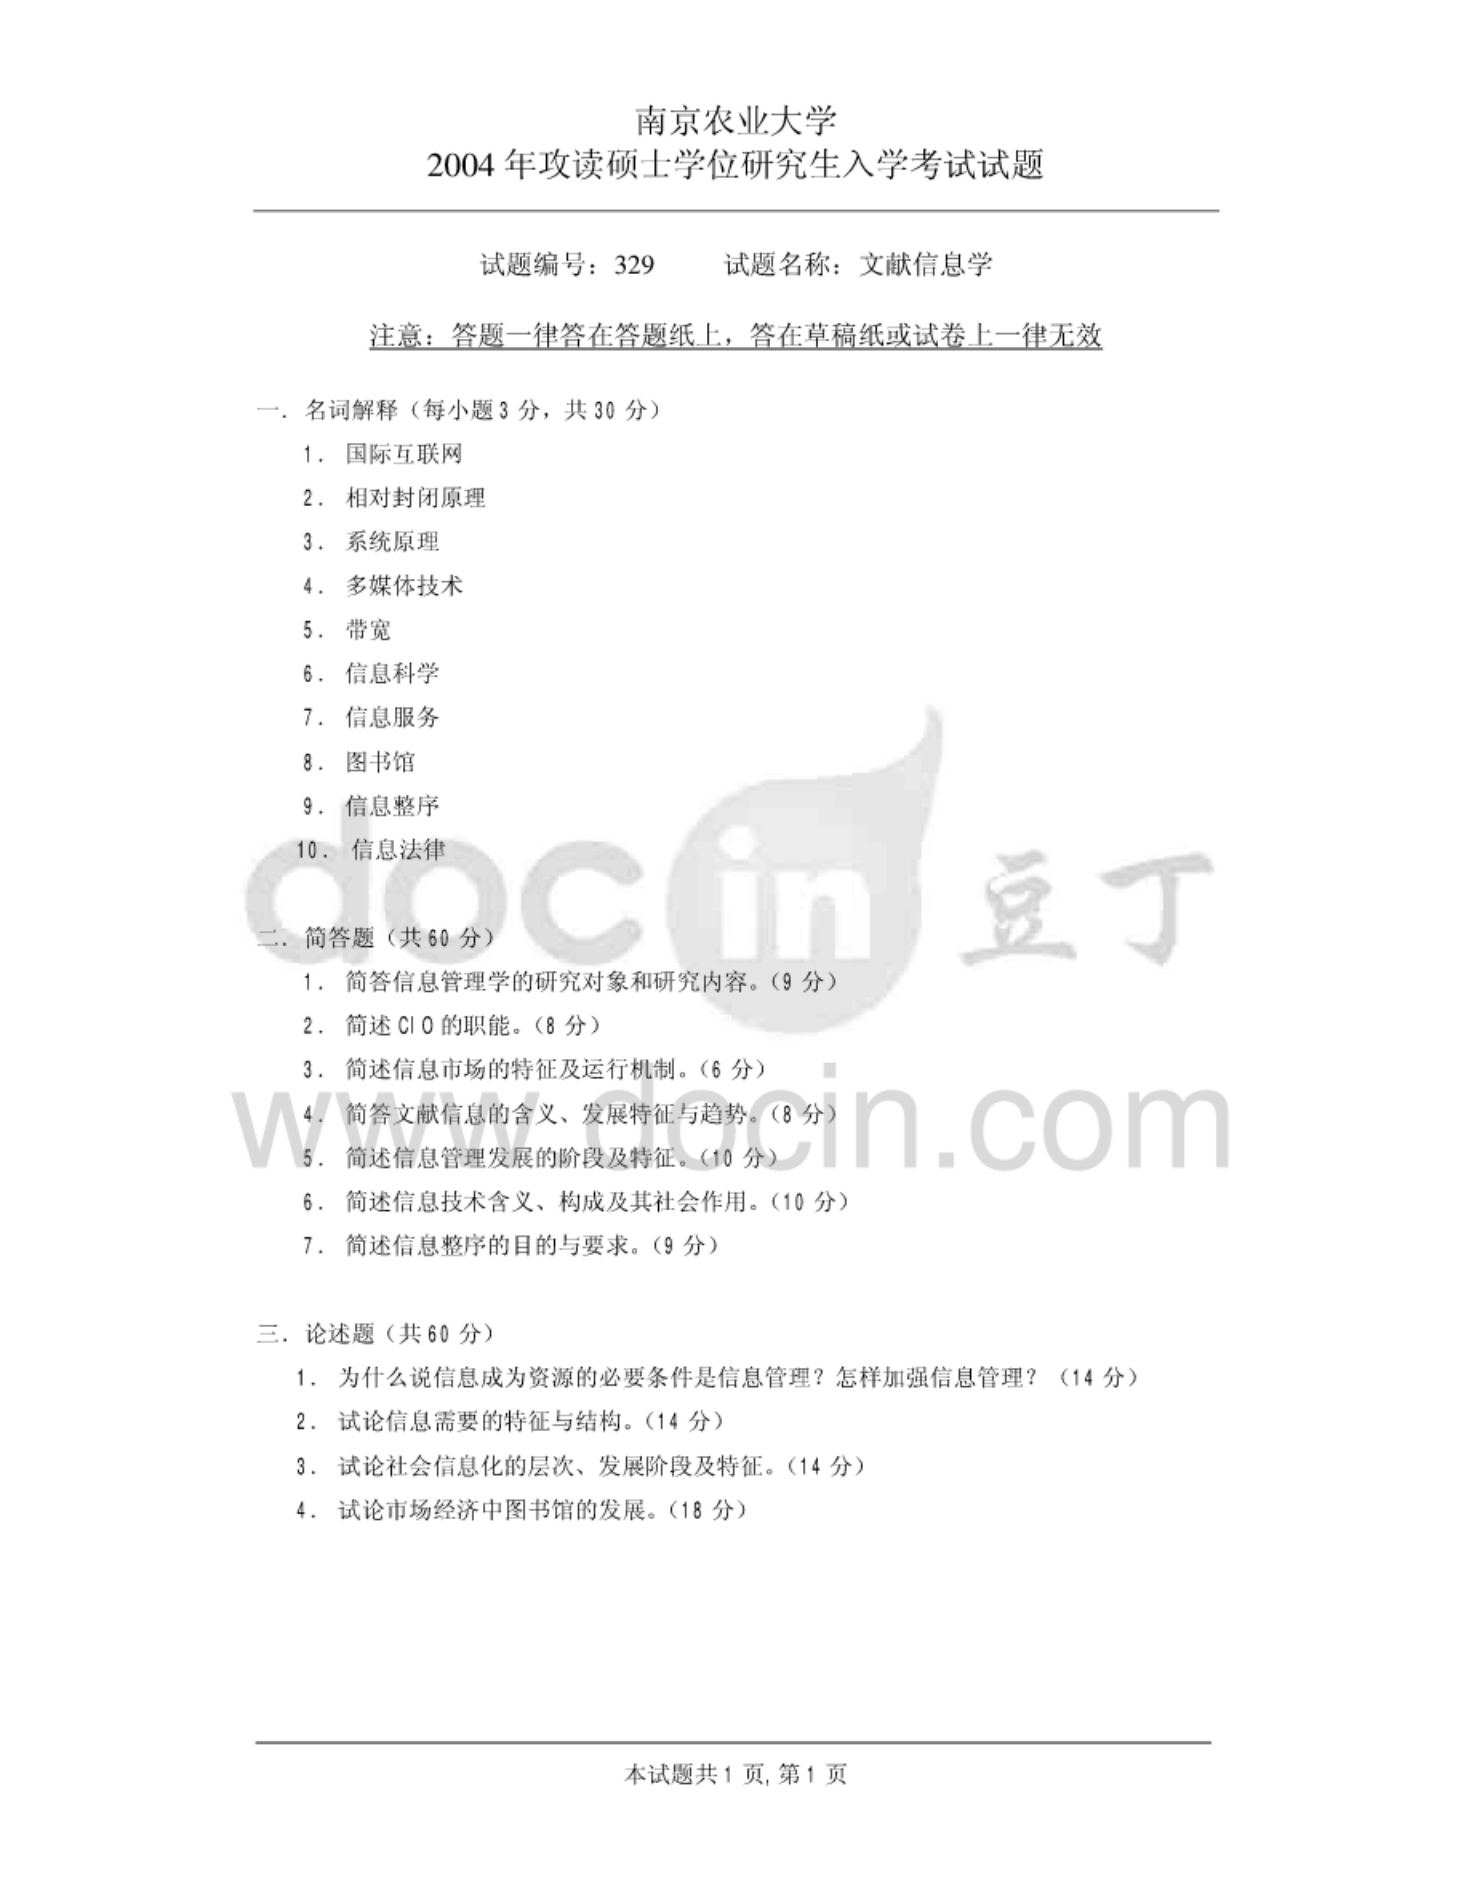 南京农业大学
2004 年攻读硕士学位研究生入学考试试题
试题编号：329 试题名称：文献信息学
注意：答题一律答在答题纸上，答在草稿纸或试卷上一律无效
一．名词解释（每小题3 分，共30 分）
1． 国际互联网
2． 相对封闭原理
3． 系统原理
4． 多媒体技术
5． 带宽
6． 信息科学
7． 信息服务
8． 图书馆
9． 信息整序
10． 信息法律
二．简答题（共60 分）
1． 简答信息管理学的研究对象和研究内容。（9 分）
2． 简述CIO的职能。（8 分）
3． 简述信息市场的特征及运行机制。（6 分）
4． 简答文献信息的含义、发展特征与趋势。（8 分）
5． 简述信息管理发展的阶段及特征。（10 分）
6． 简述信息技术含义、构成及其社会作用。（10 分）
7． 简述信息整序的目的与要求。（9 分）
三．论述题（共60 分）
1． 为什么说信息成为资源的必要条件是信息管理？怎样加强信息管理？（14 分）
2． 试论信息需要的特征与结构。（14 分）
3． 试论社会信息化的层次、发展阶段及特征。（14 分）
4． 试论市场经济中图书馆的发展。（18 分）
本试题共1 页，第1 页
docin 豆丁
www.docin.com